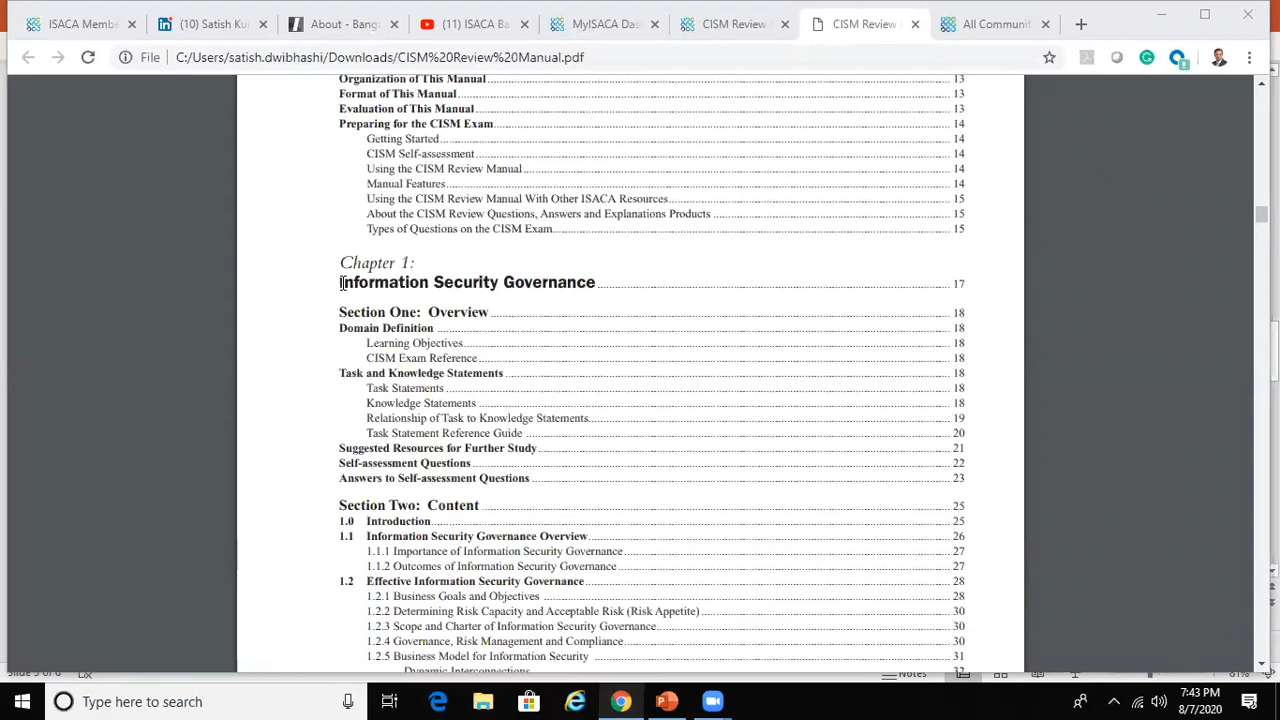 ISACA Membe
(10) Satish Ku
About - Bang
(11) ISACA Ba
MyISACA Das
CISM Review
CISM Review
All Communit
File C:/Users/satish.dwibhashi/Downloads/CISM%20Review%20Manual.pdf
Organization of This Manual 13
Format of This Manual 13
Evaluation of This Manual 13
Preparing for the CISM Exam 14
Getting Started 14
CISM Self-assessment 14
Using the CISM Review Manual 14
Manual Features 14
Using the CISM Review Manual With Other ISACA Resources 15
About the CISM Review Questions, Answers and Explanations Products 15
Types of Questions on the CISM Exam 15
Chapter 1:
Information Security Governance 17
Section One: Overview 18
Domain Definition 18
Learning Objectives 18
CISM Exam Reference 18
Task and Knowledge Statements 18
Task Statements 18
Knowledge Statements 18
Relationship of Task to Knowledge Statements 19
Task Statement Reference Guide 20
Suggested Resources for Further Study 21
Self-assessment Questions 22
Answers to Self-assessment Questions 23
Section Two: Content 25
1.0 Introduction 25
1.1 Information Security Governance Overview 26
1.1.1 Importance of Information Security Governance 27
1.1.2 Outcomes of Information Security Governance 27
1.2 Effective Information Security Governance 28
1.2.1 Business Goals and Objectives 28
1.2.2 Determining Risk Capacity and Acceptable Risk (Risk Appetite) 30
1.2.3 Scope and Charter of Information Security Governance 30
1.2.4 Governance, Risk Management and Compliance 30
1.2.5 Business Model for Information Security 31
Dynamic Interconnections 32
Notes 81%
Type here to search
7:43 PM
8/7/2020